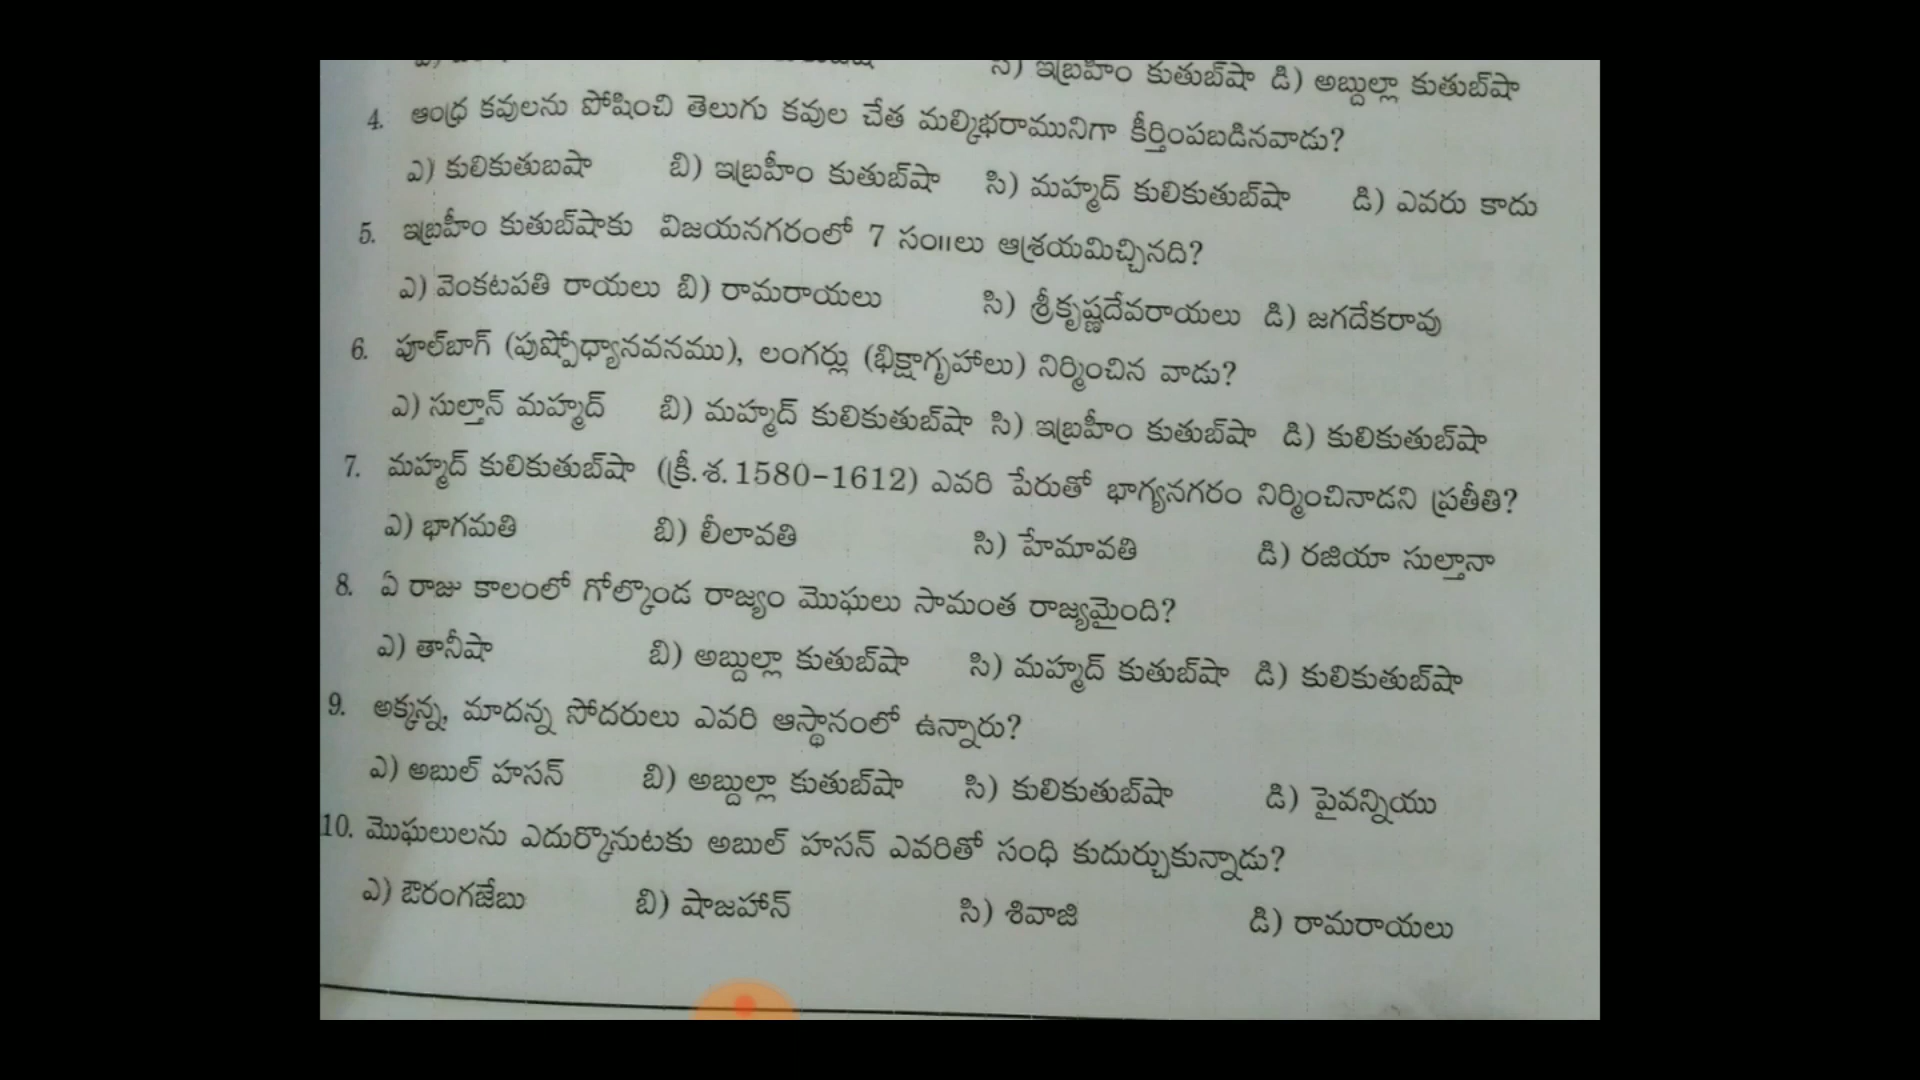 సి) ఇబ్రహీం కుతుబ్‌షా డి) అబ్దుల్లా కుతుబ్‌షా
4. ఆంధ్ర కవులను పోషించి తెలుగు కవుల చేత మల్కిభరామునిగా కీర్తింపబడినవాడు?
ఎ) కులికుతుబషా బి) ఇబ్రహీం కుతుబ్‌షా సి) మహ్మద్ కులికుతుబ్‌షా డి) ఎవరు కాదు
5. ఇబ్రహీం కుతుబ్‌షాకు విజయనగరంలో 7 సం॥లు ఆశ్రయమిచ్చినది?
ఎ) వెంకటపతి రాయలు బి) రామరాయలు సి) శ్రీకృష్ణదేవరాయలు డి) జగదేకరావు
6. పూల్‌బాగ్ (పుష్పోధ్యానవనము), లంగర్లు (భిక్షాగృహాలు) నిర్మించిన వాడు?
ఎ) సుల్తాన్ మహ్మద్ బి) మహ్మద్ కులికుతుబ్‌షా సి) ఇబ్రహీం కుతుబ్‌షా డి) కులికుతుబ్‌షా
7. మహ్మద్ కులికుతుబ్‌షా (క్రీ.శ.1580-1612) ఎవరి పేరుతో భాగ్యనగరం నిర్మించినాడని ప్రతీతి?
ఎ) భాగమతి బి) లీలావతి సి) హేమావతి డి) రజియా సుల్తానా
8. ఏ రాజు కాలంలో గోల్కొండ రాజ్యం మొఘలు సామంత రాజ్యమైంది?
ఎ) తానీషా బి) అబ్దుల్లా కుతుబ్‌షా సి) మహ్మద్ కుతుబ్‌షా డి) కులికుతుబ్‌షా
9. అక్కన్న, మాదన్న సోదరులు ఎవరి ఆస్థానంలో ఉన్నారు?
ఎ) అబుల్ హసన్ బి) అబ్దుల్లా కుతుబ్‌షా సి) కులికుతుబ్‌షా డి) పైవన్నియు
10. మొఘలులను ఎదుర్కొనుటకు అబుల్ హసన్ ఎవరితో సంధి కుదుర్చుకున్నాడు?
ఎ) ఔరంగజేబు బి) షాజహాన్ సి) శివాజి డి) రామరాయలు